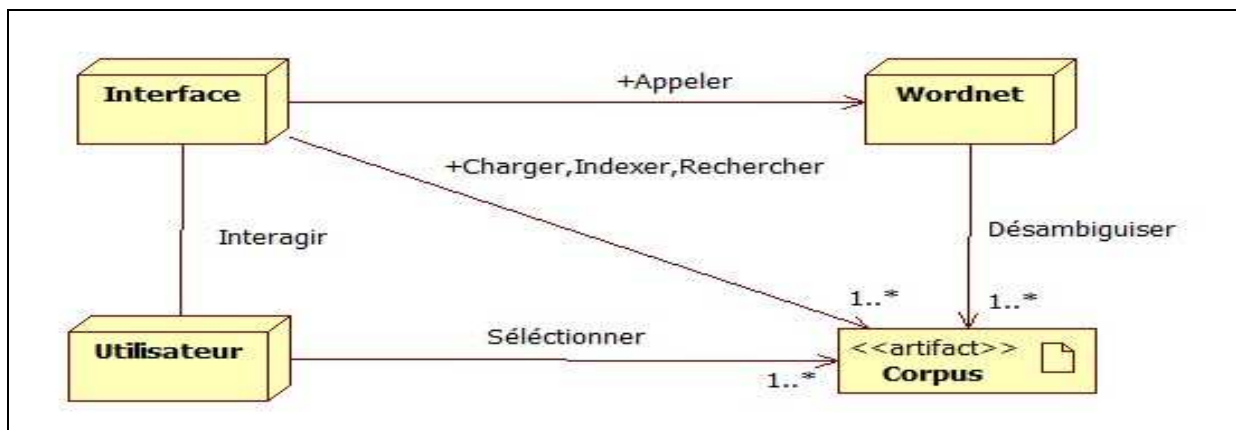 Interface
+Appeler
Wordnet
+Charger,Indexer,Rechercher
Interagir
Désambiguiser
1..*
1..*
Utilisateur
Séléctionner
1..*
<<artifact>>
Corpus